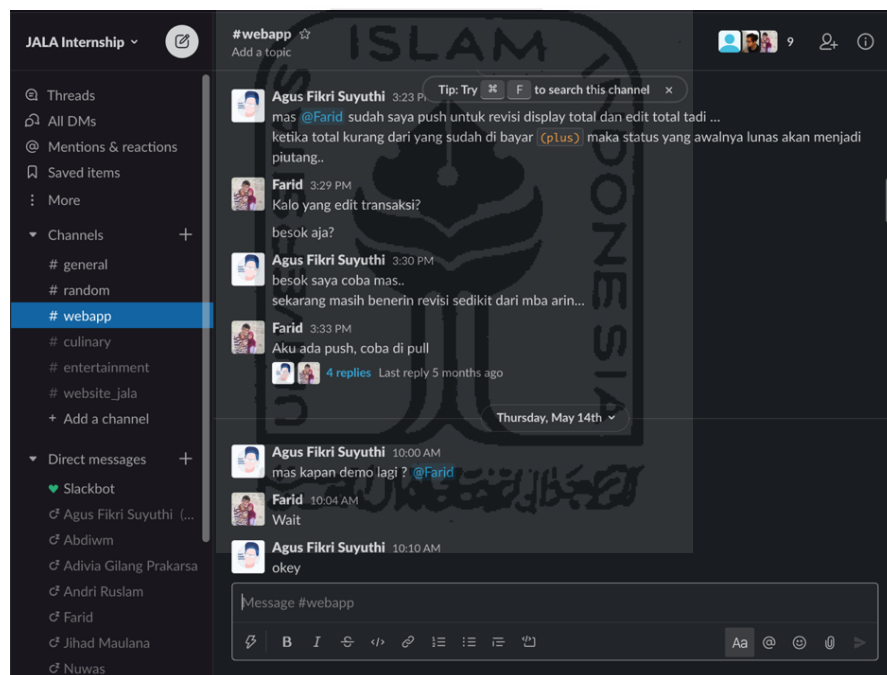 JALA Internship
#webapp
Add a topic
9
Threads
All DMs
Mentions & reactions
Saved items
More
Channels
# general
# random
# webapp
# culinary
# entertainment
# website_jala
+ Add a channel
Direct messages
Slackbot
Agus Fikri Suyuthi (...
Abdiwm
Adivia Gilang Prakarsa
Andri Ruslam
Farid
Jihad Maulana
Nuwas
Tip: Try ⌘ F to search this channel ×
Agus Fikri Suyuthi 3:23 P
mas @Farid sudah saya push untuk revisi display total dan edit total tadi ...
ketika total kurang dari yang sudah di bayar (plus) maka status yang awalnya lunas akan menjadi
piutang..
Farid 3:29 PM
Kalo yang edit transaksi?
besok aja?
Agus Fikri Suyuthi 3:30 PM
besok saya coba mas..
sekarang masih benerin revisi sedikit dari mba arin...
Farid 3:33 PM
Aku ada push, coba di pull
4 replies Last reply 5 months ago
Thursday, May 14th
Agus Fikri Suyuthi 10:00 AM
mas kapan demo lagi ? @Farid
Farid 10:04 AM
Wait
Agus Fikri Suyuthi 10:10 AM
okey
Message #webapp
B I S </> Aa @
ISLAM
UNIVERSITAS
INDONESIA